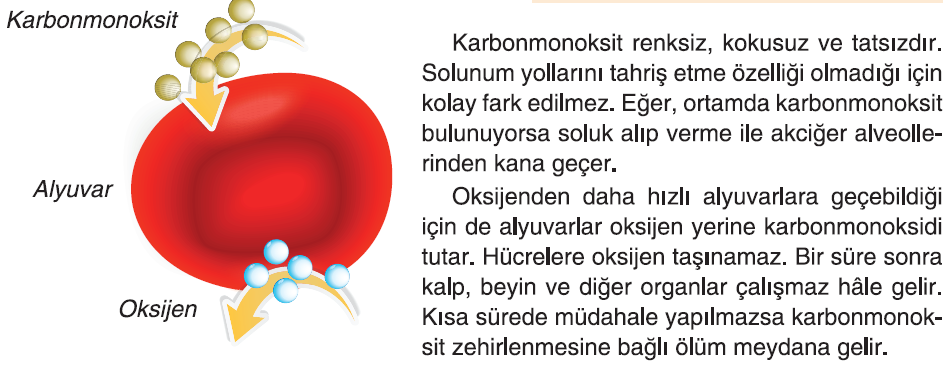 Karbonmonoksit
Alyuvar
Oksijen
Karbonmonoksit renksiz, kokusuz ve tatsızdır.
Solunum yollarını tahriş etme özelliği olmadığı için
kolay fark edilmez. Eğer, ortamda karbonmonoksit
bulunuyorsa soluk alıp verme ile akciğer alveolle-
rinden kana geçer.
Oksijenden daha hızlı alyuvarlara geçebildiği
için de alyuvarlar oksijen yerine karbonmonoksidi
tutar. Hücrelere oksijen taşınamaz. Bir süre sonra
kalp, beyin ve diğer organlar çalışmaz hâle gelir.
Kısa sürede müdahale yapılmazsa karbonmonok-
sit zehirlenmesine bağlı ölüm meydana gelir.